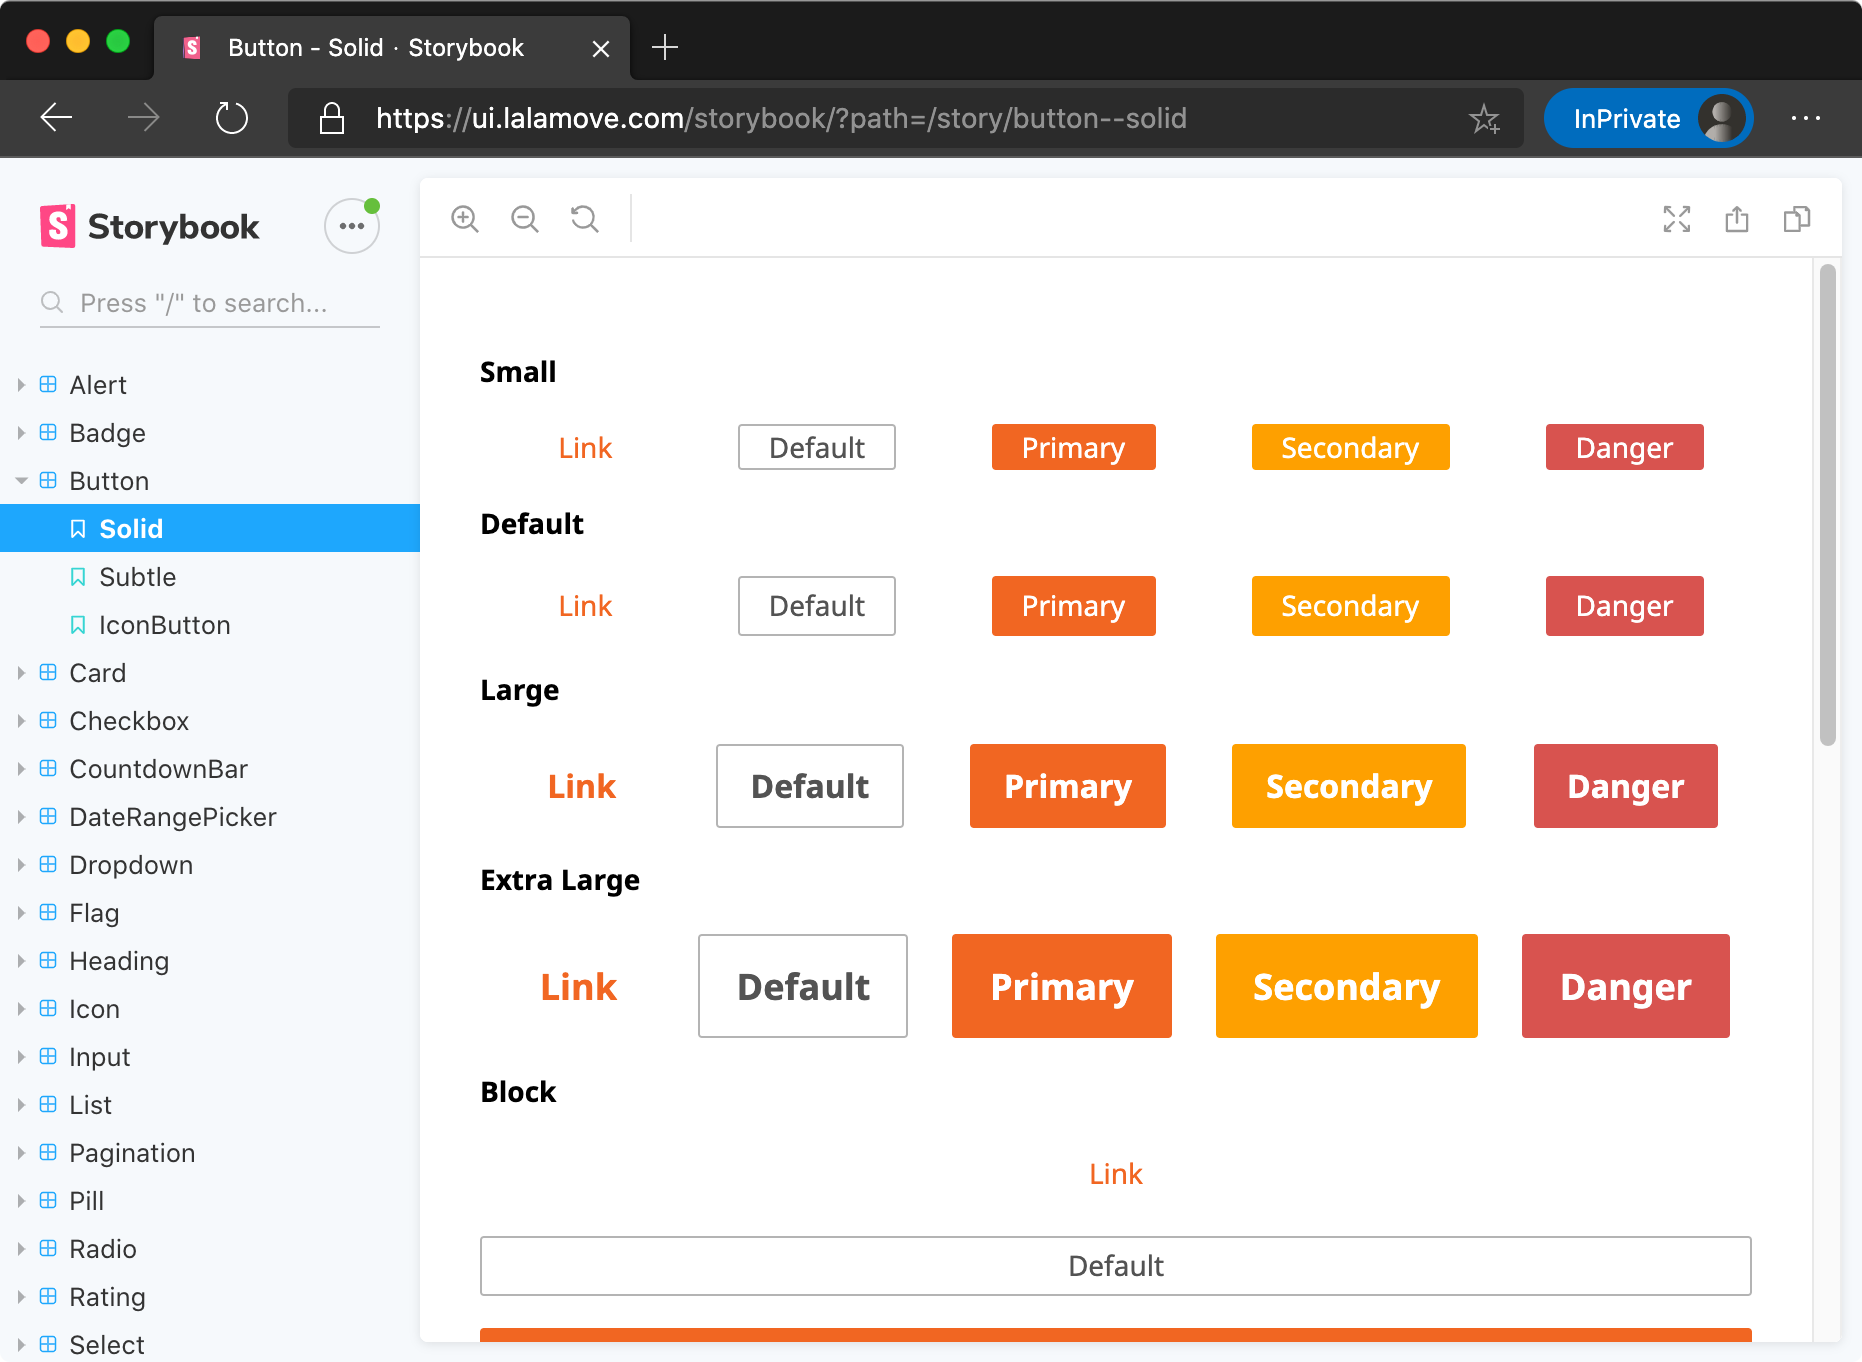 Button - Solid · Storybook
https://ui.lalamove.com/storybook/?path=/story/button--solid
InPrivate
Storybook
Press "/" to search...
Alert
Badge
Button
Solid
Subtle
IconButton
Card
Checkbox
CountdownBar
DateRangePicker
Dropdown
Flag
Heading
Icon
Input
List
Pagination
Pill
Radio
Rating
Select
Small
Link Default Primary Secondary Danger
Default
Link Default Primary Secondary Danger
Large
Link Default Primary Secondary Danger
Extra Large
Link Default Primary Secondary Danger
Block
Link
Default